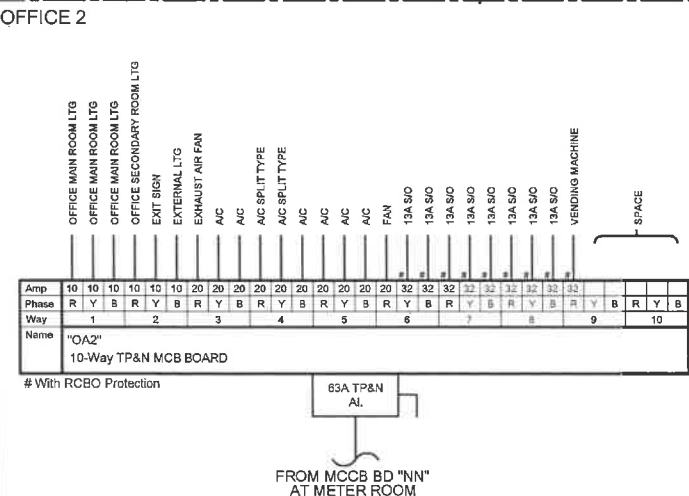 OFFICE 2
OFFICE MAIN ROOM LTG
OFFICE MAIN ROOM LTG
OFFICE MAIN ROOM LTG
OFFICE SECONDARY ROOM LTG
EXIT SIGN
EXTERNAL LTG
EXHAUST AIR FAN
A/C
A/C
A/C SPLIT TYPE
A/C SPLIT TYPE
A/C
A/C
A/C
A/C
FAN
13A S/O
13A S/O
13A S/O
13A S/O
13A S/O
13A S/O
13A S/O
13A S/O
VENDING MACHINE
SPACE
# # # # # # # # #
Amp 10 10 10 10 10 10 20 20 20 20 20 20 20 20 20 20 32 32 32 32 32 32 32 32 32
Phase R Y B R Y B R Y B R Y B R Y B R Y B R Y B R Y B R Y B R Y B
Way 1 2 3 4 5 6 7 8 9 10
Name "OA2"
10-Way TP&N MCB BOARD
# With RCBO Protection
63A TP&N
AI.
FROM MCCB BD "NN"
AT METER ROOM